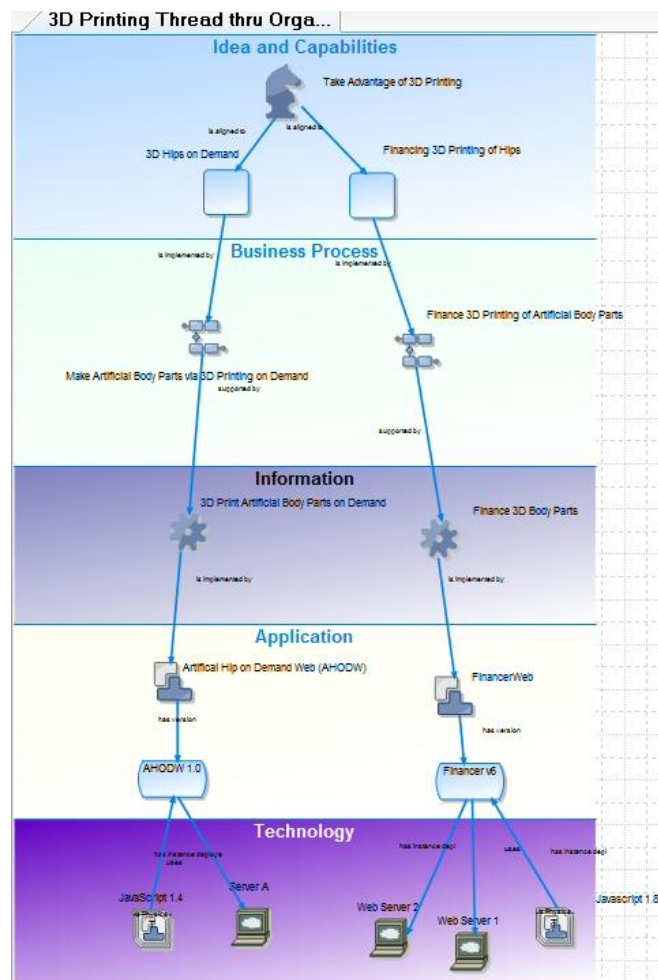 3D Printing Thread thru Orga...
Idea and Capabilities
Take Advantage of 3D Printing
is aligned to
is aligned to
3D Hips on Demand
Financing 3D Printing of Hips
Business Process
is implemented by
is implemented by
Finance 3D Printing of Artificial Body Parts
Make Artificial Body Parts via 3D Printing on Demand
supported by
supported by
Information
3D Print Artificial Body Parts on Demand
Finance 3D Body Parts
is implemented by
is implemented by
Application
Artifical Hip on Demand Web (AHODW)
FinancerWeb
has version
has version
AHODW 1.0
Financer v6
Technology
has instance deploye
uses
has instance depl
uses
has instance depl
JavaScript 1.4
Server A
Web Server 2
Web Server 1
Javascript 1.8